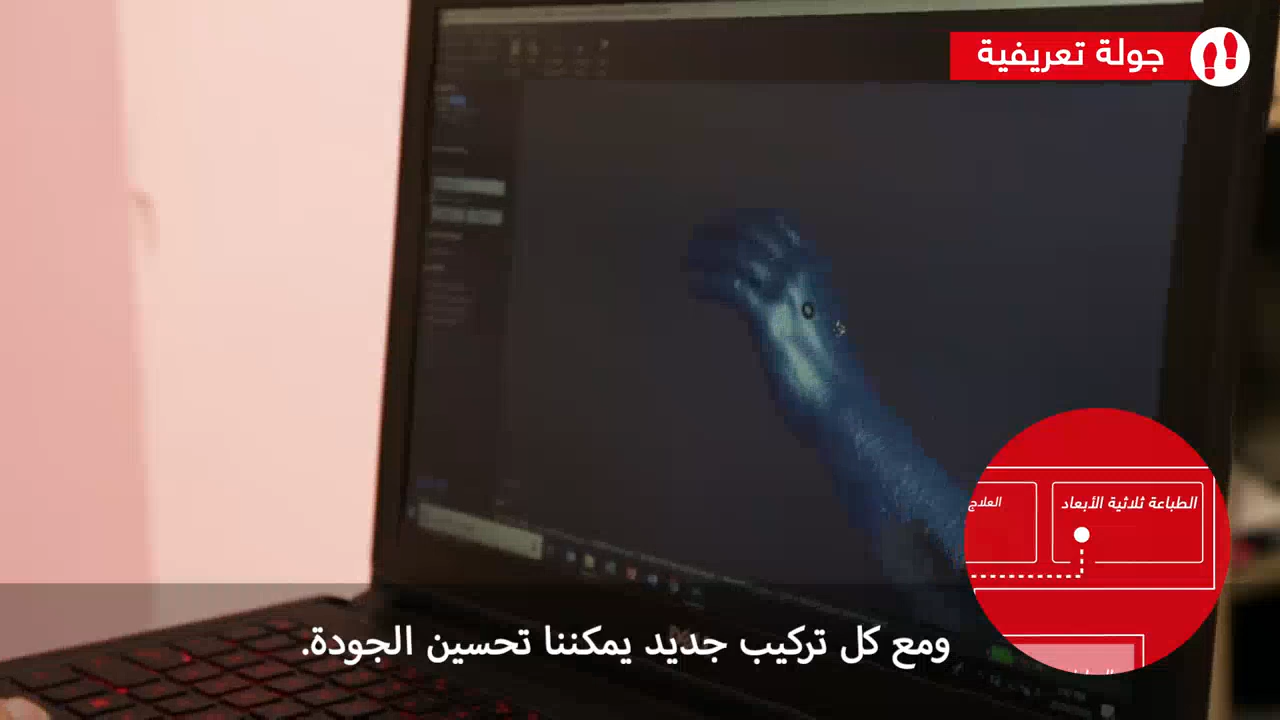 جولة تعريفية
الطباعة ثلاثية الأبعاد
العلاج
ومع كل تركيب جديد يمكننا تحسين الجودة.